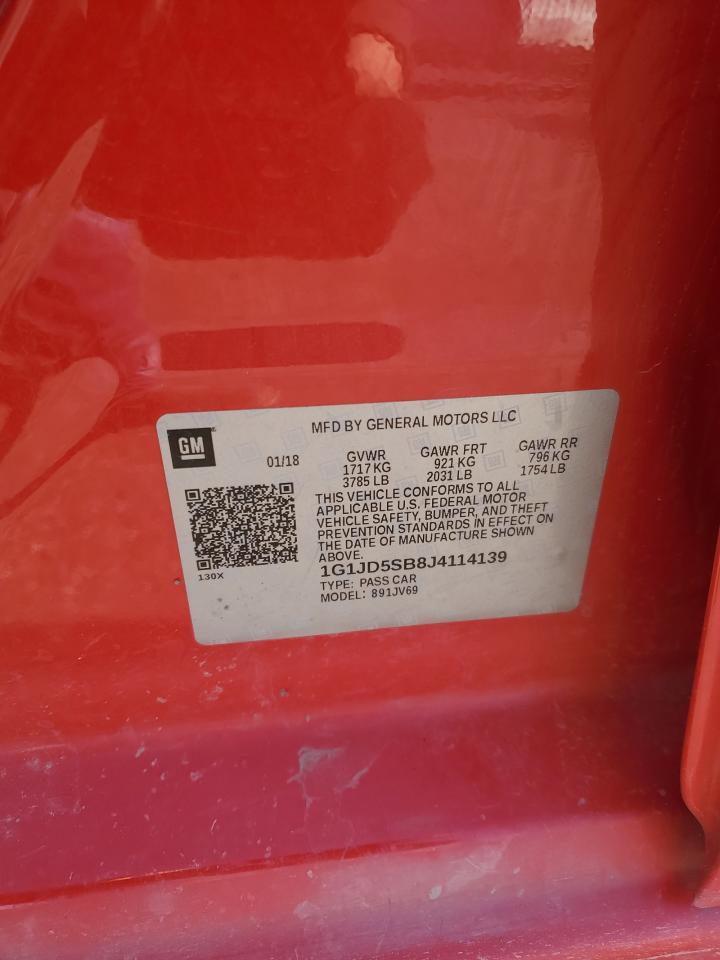 MFD BY GENERAL MOTORS LLC
GM
01/18
GVWR GAWR FRT GAWR RR
1717 KG 921 KG 796 KG
3785 LB 2031 LB 1754 LB
THIS VEHICLE CONFORMS TO ALL
APPLICABLE U.S. FEDERAL MOTOR
VEHICLE SAFETY, BUMPER, AND THEFT
PREVENTION STANDARDS IN EFFECT ON
THE DATE OF MANUFACTURE SHOWN
ABOVE.
130X
1G1JD5SB8J4114139
TYPE: PASS CAR
MODEL: 891JV69